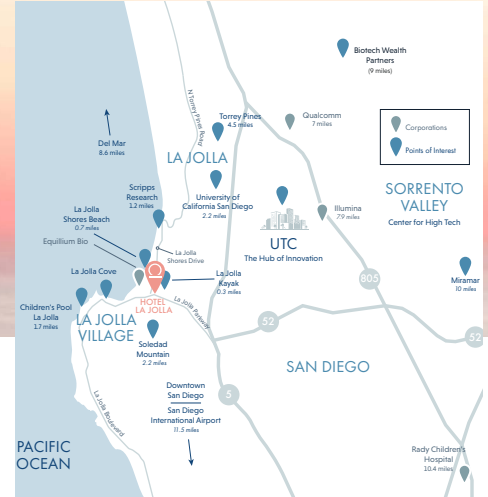 Biotech Wealth
Partners
(9 miles)
N Torrey Pines Road
Torrey Pines
4.5 miles
Qualcomm
7 miles
Corporations
Points of Interest
Del Mar
8.6 miles
LA JOLLA
Scripps
Research
1.2 miles
University of
California San Diego
2.2 miles
SORRENTO
VALLEY
Center for High Tech
Illumina
7.9 miles
La Jolla
Shores Beach
0.7 miles
Equillium Bio
UTC
The Hub of Innovation
La Jolla
Shores Drive
La Jolla Cove
La Jolla
Kayak
0.3 miles
805
Miramar
10 miles
HOTEL
LA JOLLA
La Jolla Parkway
Children's Pool
La Jolla
1.7 miles
LA JOLLA
VILLAGE
52
52
Soledad
Mountain
2.2 miles
SAN DIEGO
Downtown
San Diego
San Diego
International Airport
11.5 miles
5
La Jolla Boulevard
PACIFIC
OCEAN
Rady Children's
Hospital
10.4 miles